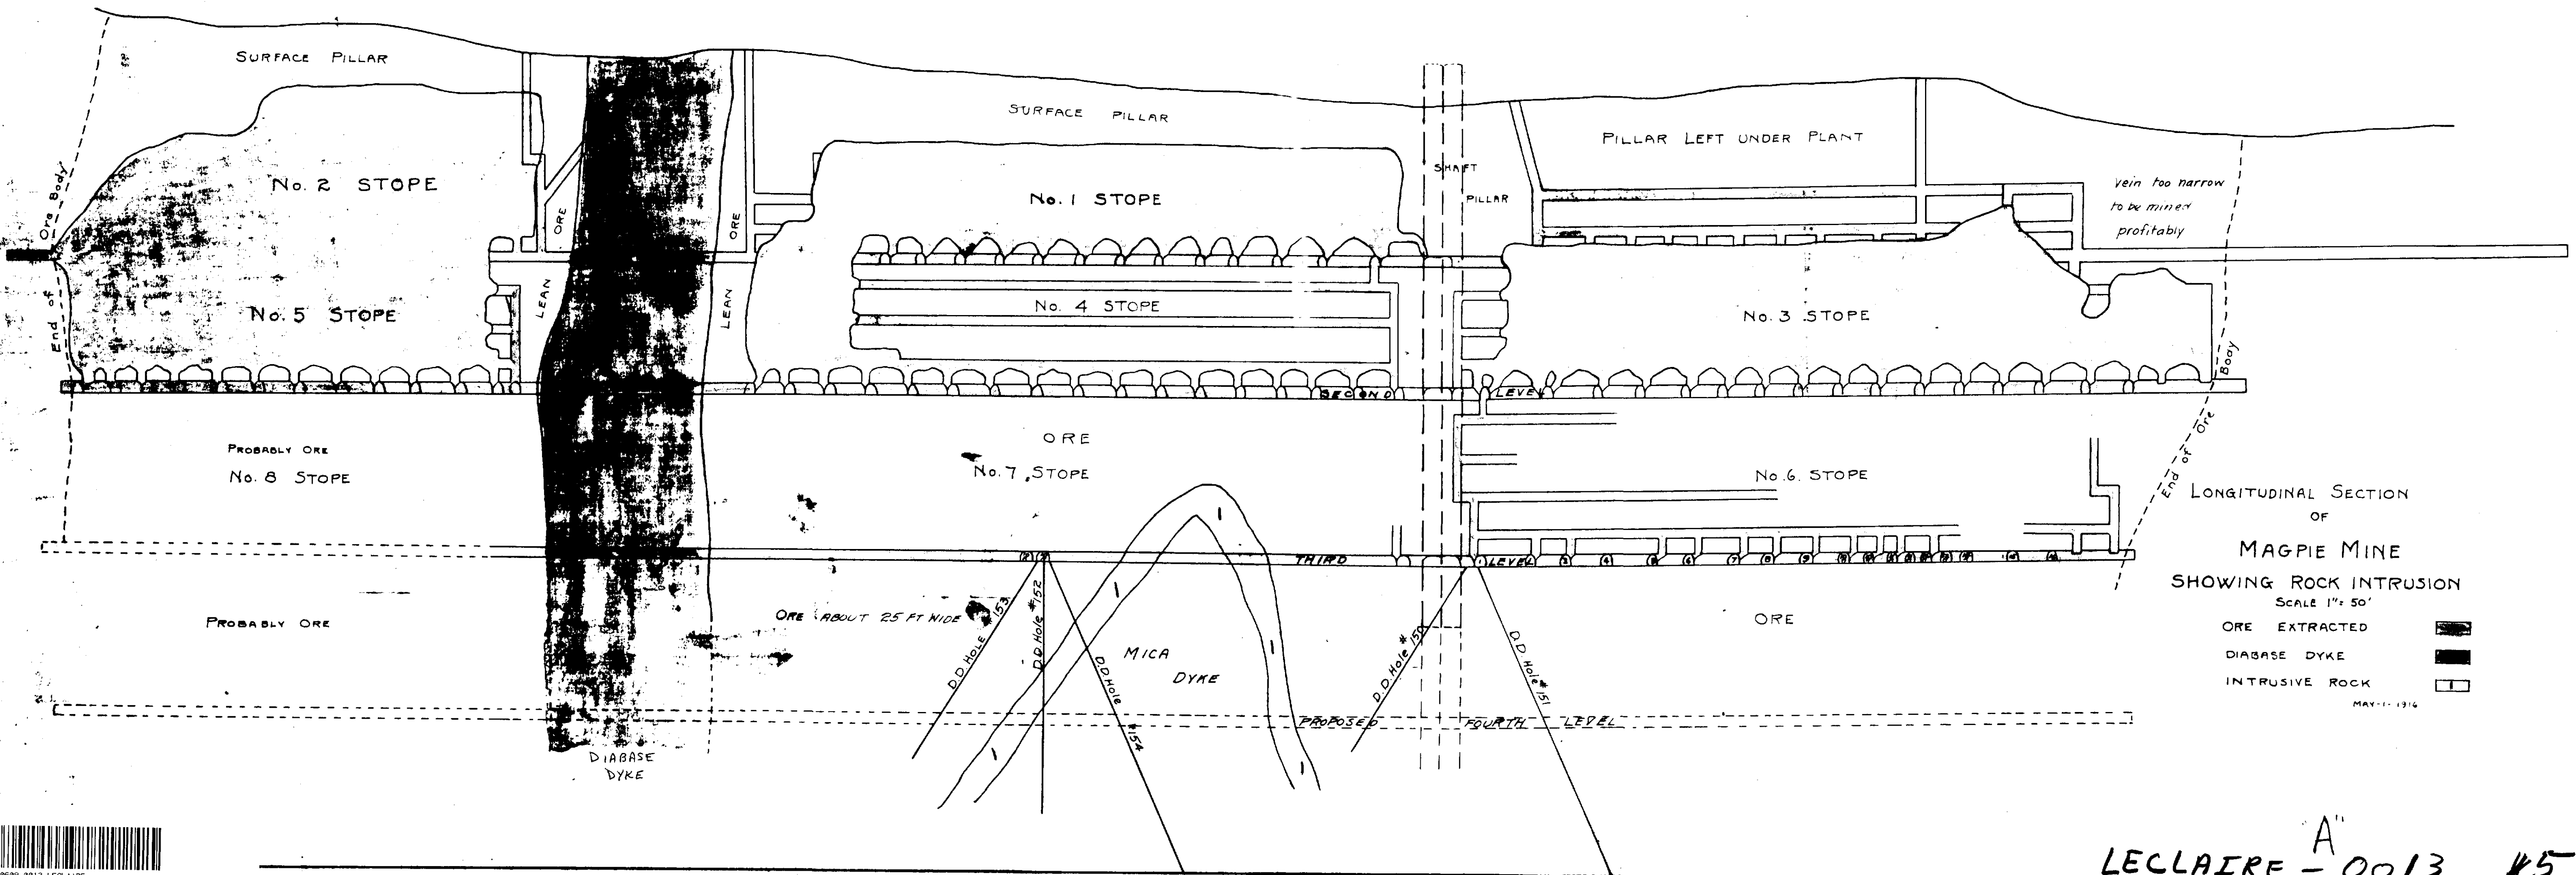 SURFACE PILLAR
SURFACE PILLAR
PILLAR LEFT UNDER PLANT
SHAFT
PILLAR
Vein too narrow
to be mined
profitably
No. 2 STOPE
No. 1 STOPE
ORE
ORE
End of Ore Body
No. 5 STOPE
LEAN
LEAN
No. 4 STOPE
No. 3 STOPE
SECOND LEVEL
End of Ore Body
PROBABLY ORE
No. 8 STOPE
ORE
No. 7 STOPE
No. 6 STOPE
THIRD LEVEL
PROBABLY ORE
ORE ABOUT 25 FT WIDE
D.D. HOLE 153
D.D. Hole #152
D.D. Hole #154
MICA
DYKE
D.D. Hole #150
D.D. Hole #151
ORE
PROPOSED FOURTH LEVEL
DIABASE
DYKE
LONGITUDINAL SECTION
OF
MAGPIE MINE
SHOWING ROCK INTRUSION
SCALE 1"= 50'
ORE EXTRACTED
DIABASE DYKE
INTRUSIVE ROCK
MAY-1-1916
"A"
LECLAIRE - 0013 #5